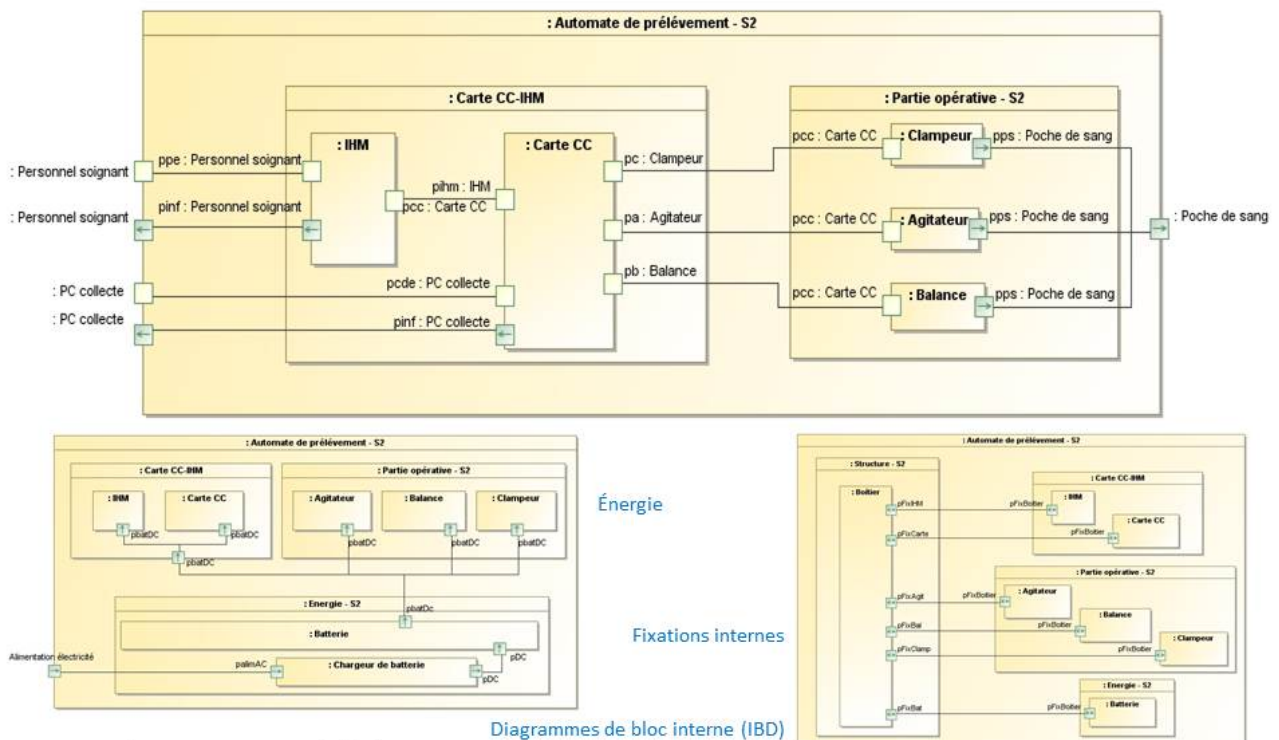 : Automate de prélévement - S2
: Carte CC-IHM
: Partie opérative - S2
: IHM
: Carte CC
pcc : Carte CC
: Clampeur
pps : Poche de sang
: Personnel soignant
ppe : Personnel soignant
pc : Clampeur
pihm : IHM
pcc : Carte CC
: Personnel soignant
pinf : Personnel soignant
pa : Agitateur
pcc : Carte CC
: Agitateur
pps : Poche de sang
: Poche de sang
: PC collecte
pcde : PC collecte
pb : Balance
pcc : Carte CC
: Balance
pps : Poche de sang
: PC collecte
pinf : PC collecte
: Automate de prélévement - S2
: Carte CC-IHM
: Partie opérative - S2
: IHM
: Carte CC
: Agitateur
: Balance
: Clampeur
pbatDC
pbatDC
pbatDC
pbatDC
pbatDC
pbatDC
: Energie - S2
pbatDc
: Batterie
Alimentation électricité
palimAC
: Chargeur de batterie
pDC
pDC
Énergie
Fixations internes
Diagrammes de bloc interne (IBD)
: Automate de prélévement - S2
: Structure - S2
: Boîtier
: Carte CC-IHM
: IHM
pFixIHM
pFixBoitier
: Carte CC
pFixCarte
pFixBoitier
: Partie opérative - S2
: Agitateur
pFixAgit
pFixBoitier
: Balance
pFixBal
pFixBoitier
: Clampeur
pFixClamp
pFixBoitier
: Energie - S2
: Batterie
pFixBat
pFixBoitier